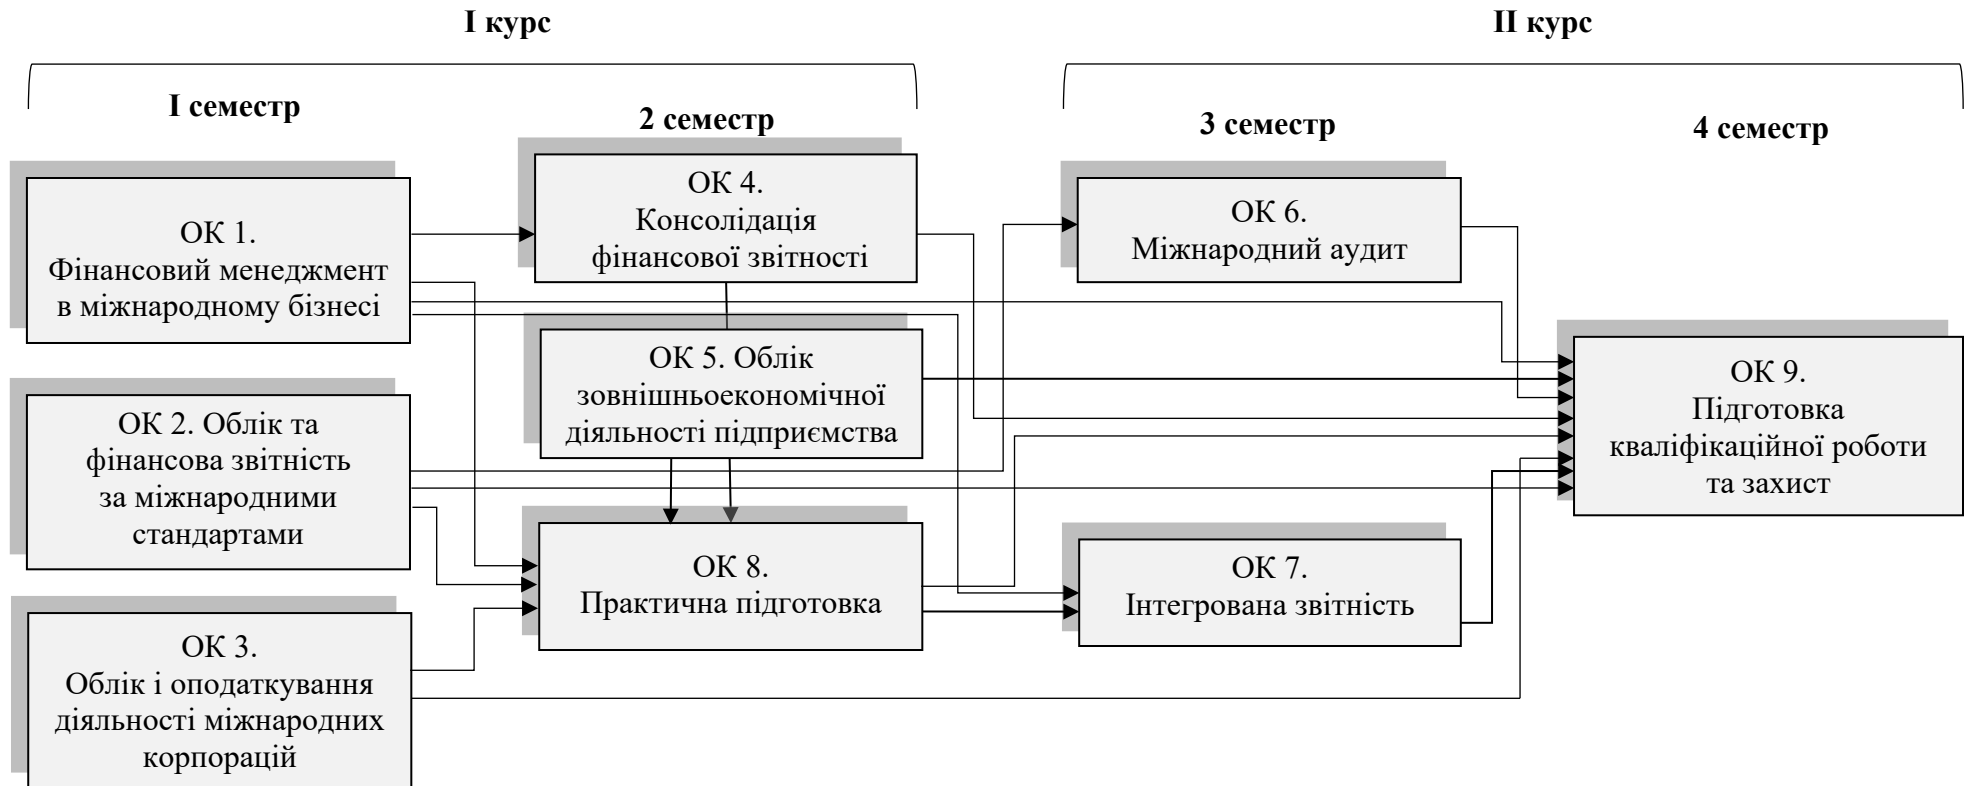 І курс
ІІ курс
І семестр
2 семестр
3 семестр
4 семестр
ОК 1.
Фінансовий менеджмент
в міжнародному бізнесі
ОК 2. Облік та
фінансова звітність
за міжнародними
стандартами
ОК 3.
Облік і оподаткування
діяльності міжнародних
корпорацій
ОК 4.
Консолідація
фінансової звітності
ОК 5. Облік
зовнішньоекономічної
діяльності підприємства
ОК 8.
Практична підготовка
ОК 6.
Міжнародний аудит
ОК 7.
Інтегрована звітність
ОК 9.
Підготовка
кваліфікаційної роботи
та захист